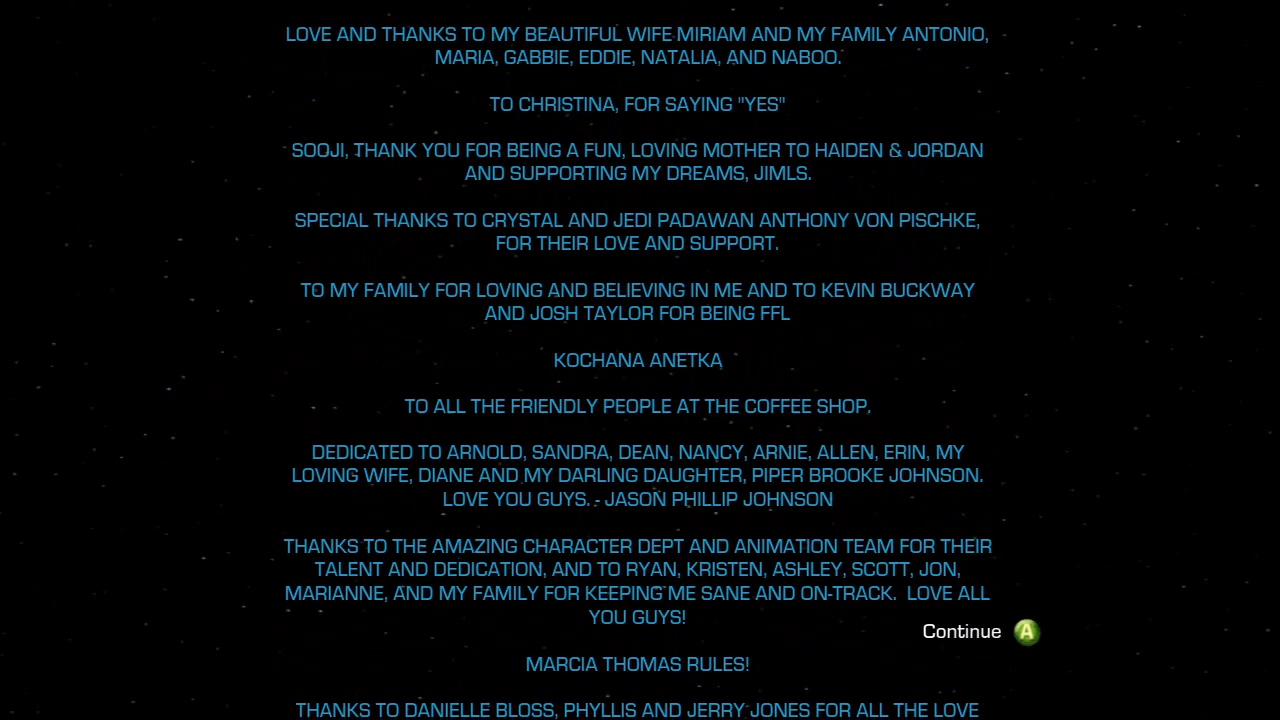 LOVE AND THANKS TO MY BEAUTIFUL WIFE MIRIAM AND MY FAMILY ANTONIO,
MARIA, GABBIE, EDDIE, NATALIA, AND NABOO.
TO CHRISTINA, FOR SAYING "YES"
SOOJI, THANK YOU FOR BEING A FUN, LOVING MOTHER TO HAIDEN & JORDAN
AND SUPPORTING MY DREAMS, JIMLS.
SPECIAL THANKS TO CRYSTAL AND JEDI PADAWAN ANTHONY VON PISCHKE,
FOR THEIR LOVE AND SUPPORT.
TO MY FAMILY FOR LOVING AND BELIEVING IN ME AND TO KEVIN BUCKWAY
AND JOSH TAYLOR FOR BEING FFL
KOCHANA ANETKA
TO ALL THE FRIENDLY PEOPLE AT THE COFFEE SHOP.
DEDICATED TO ARNOLD, SANDRA, DEAN, NANCY, ARNIE, ALLEN, ERIN, MY
LOVING WIFE, DIANE AND MY DARLING DAUGHTER, PIPER BROOKE JOHNSON.
LOVE YOU GUYS. - JASON PHILLIP JOHNSON
THANKS TO THE AMAZING CHARACTER DEPT AND ANIMATION TEAM FOR THEIR
TALENT AND DEDICATION, AND TO RYAN, KRISTEN, ASHLEY, SCOTT, JON,
MARIANNE, AND MY FAMILY FOR KEEPING ME SANE AND ON-TRACK.  LOVE ALL
YOU GUYS!
Continue A
MARCIA THOMAS RULES!
THANKS TO DANIELLE BLOSS, PHYLLIS AND JERRY JONES FOR ALL THE LOVE